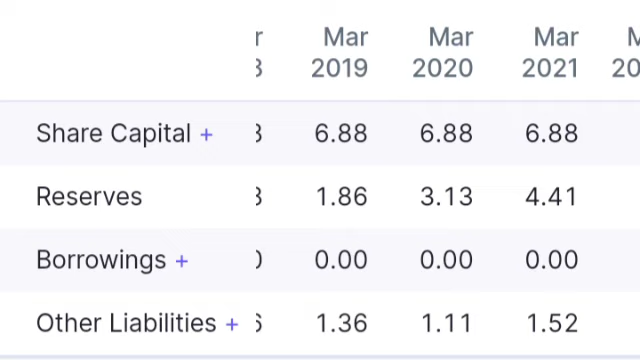 Mar Mar Mar
2019 2020 2021
Share Capital + 6.88 6.88 6.88
Reserves 1.86 3.13 4.41
Borrowings + 0.00 0.00 0.00
Other Liabilities + 1.36 1.11 1.52